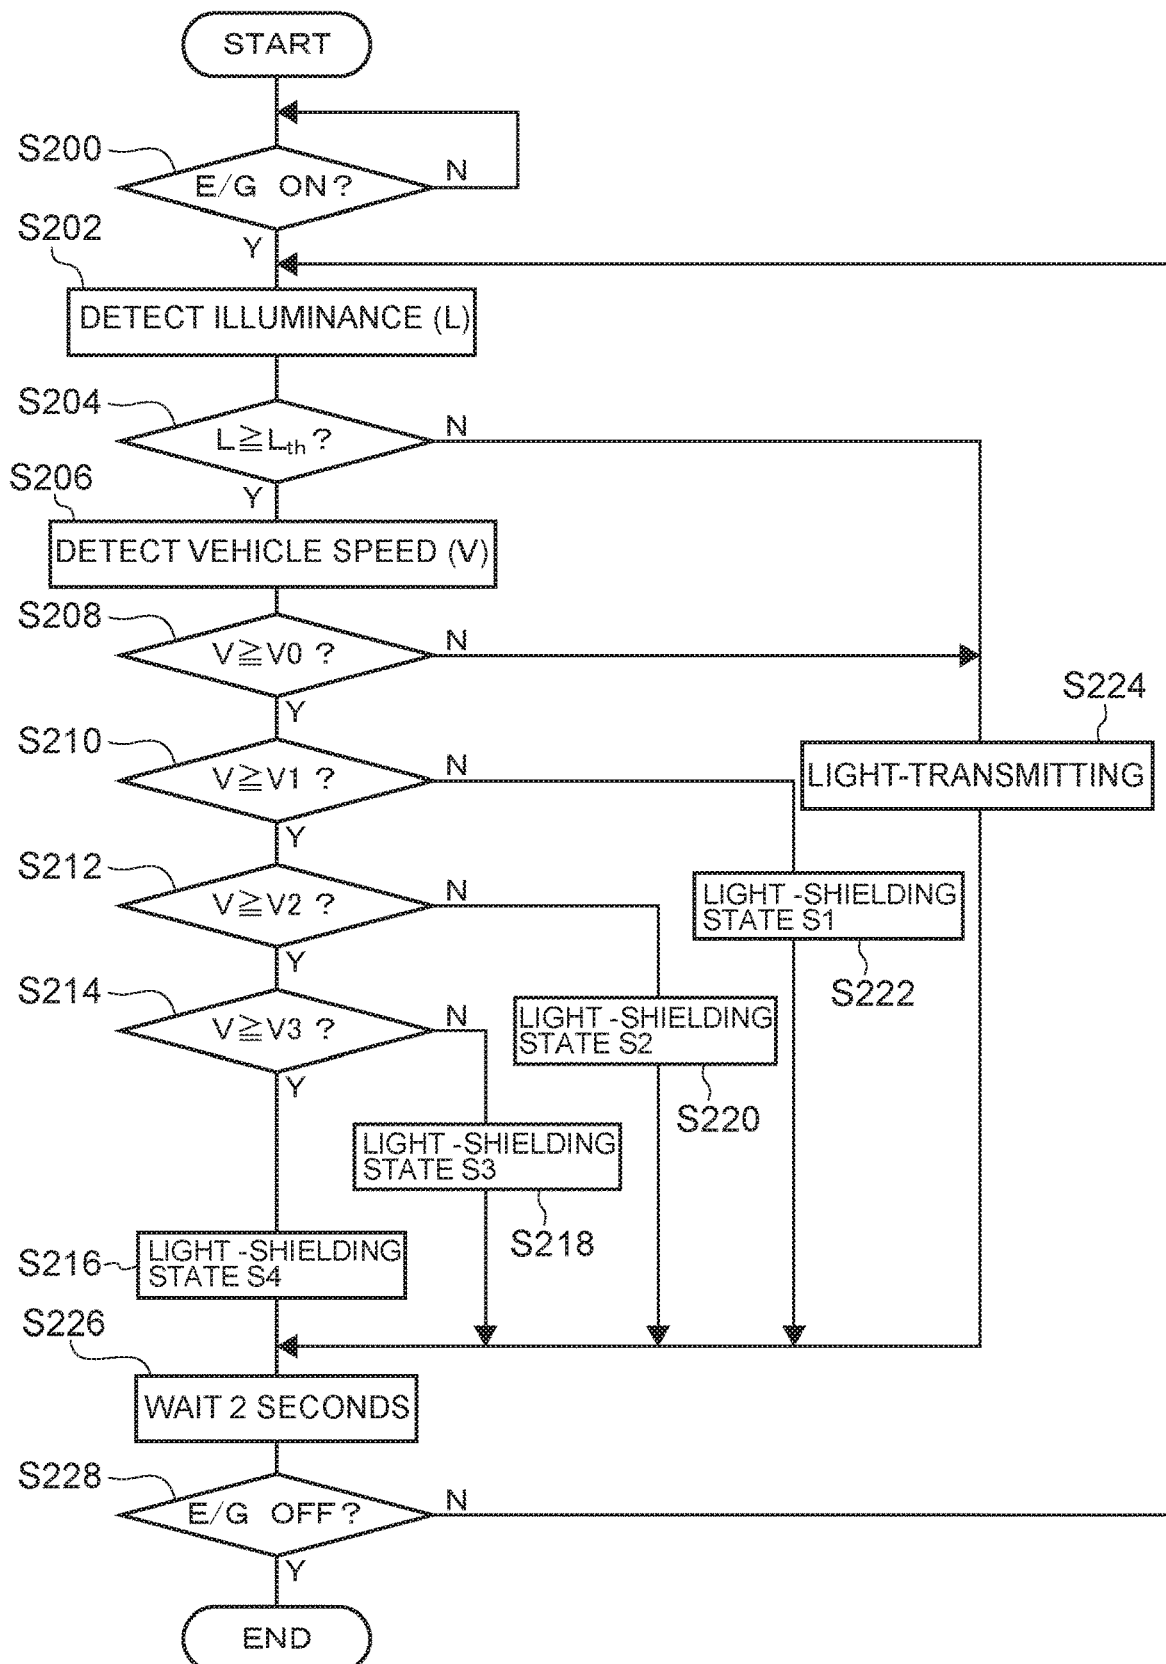 START
S200
E/G ON?
N
Y
S202
DETECT ILLUMINANCE (L)
S204
L≧Lth ?
N
Y
S206
DETECT VEHICLE SPEED (V)
S208
V≧V0 ?
N
Y
S224
LIGHT-TRANSMITTING
S210
V≧V1 ?
N
Y
LIGHT -SHIELDING
STATE S1
S222
S212
V≧V2 ?
N
Y
LIGHT -SHIELDING
STATE S2
S220
S214
V≧V3 ?
N
Y
LIGHT -SHIELDING
STATE S3
S218
S216
LIGHT -SHIELDING
STATE S4
S226
WAIT 2 SECONDS
S228
E/G OFF?
N
Y
END